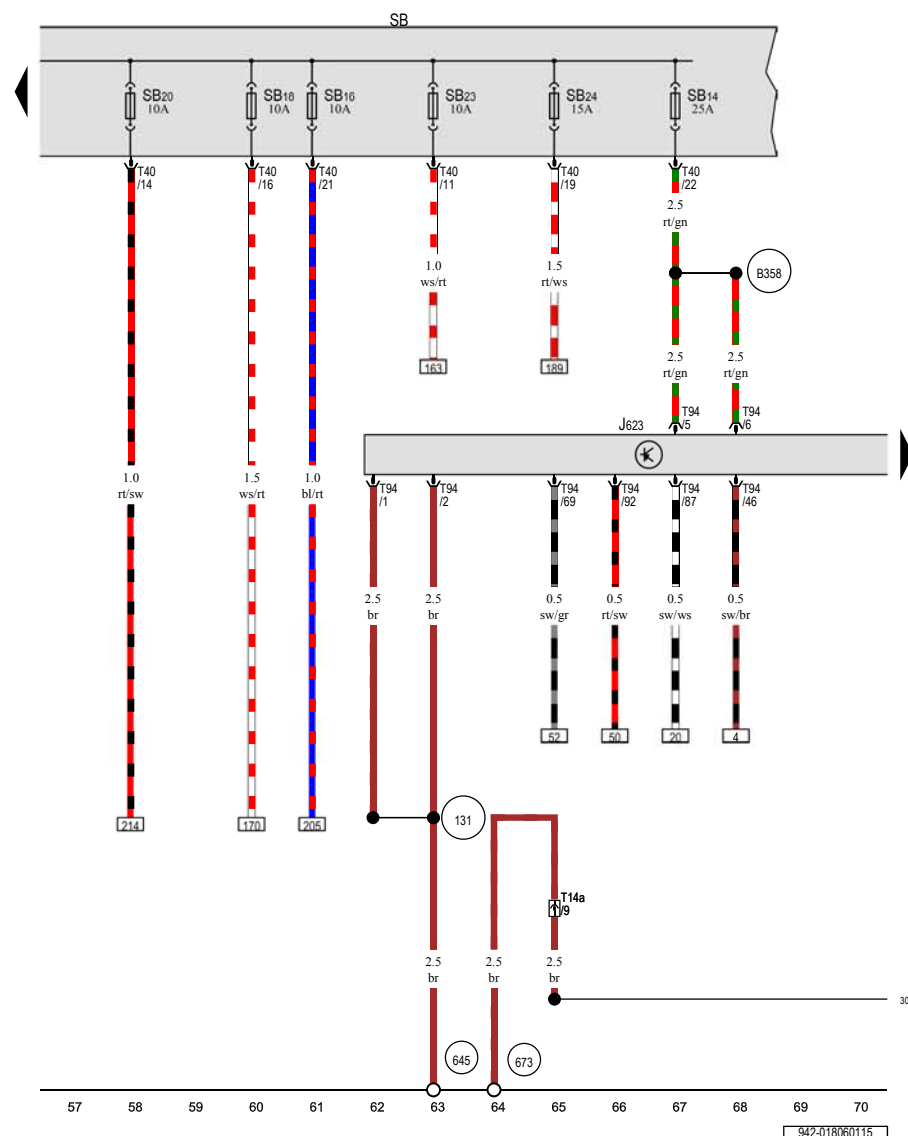 SB
SB20 SB18 SB16 SB23 SB24 SB14
10A 10A 10A 10A 15A 25A
T40 T40 T40 T40 T40 T40
/14 /16 /21 /11 /19 /22
2.5
rt/gn
1.0 1.5
ws/rt rt/ws
B358
163 189
2.5 2.5
rt/gn rt/gn
T94 T94
/5 /6
J623
1.0 1.5 1.0
rt/sw ws/rt bl/rt
T94 T94 T94 T94 T94 T94
/1 /2 /69 /92 /87 /46
2.5 2.5 0.5 0.5 0.5 0.5
br br sw/gr rt/sw sw/ws sw/br
52 50 20 4
214 170 205
131
T14a
/9
2.5 2.5 2.5
br br br
30
645 673
57 58 59 60 61 62 63 64 65 66 67 68 69 70
942-018060115